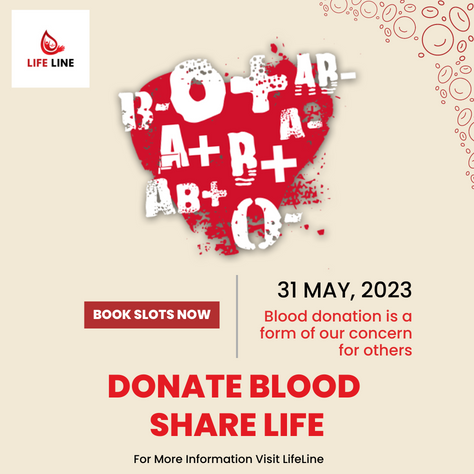 LIFE LINE
B- O+ AB-
A+ B+ A-
AB+ O-
BOOK SLOTS NOW
31 MAY, 2023
Blood donation is a
form of our concern
for others
DONATE BLOOD
SHARE LIFE
For More Information Visit LifeLine